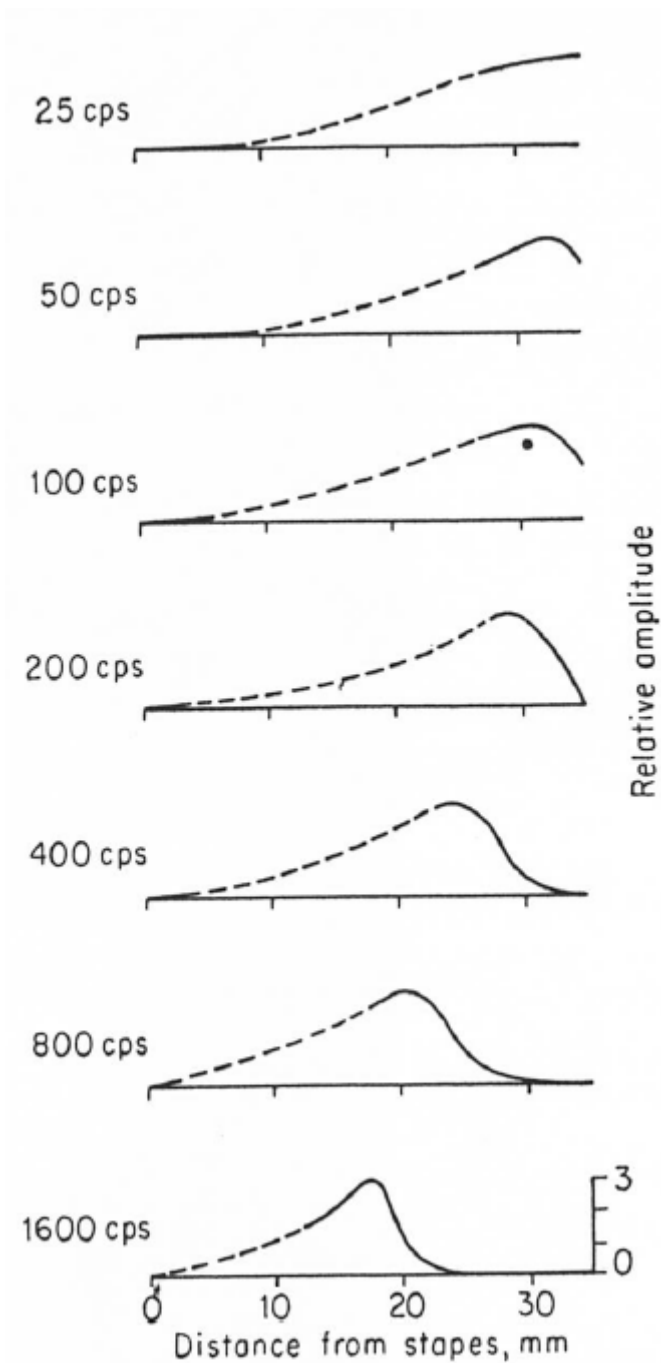 25 cps
50 cps
100 cps
200 cps
400 cps
800 cps
1600 cps
Relative amplitude
3
0
0 10 20 30
Distance from stapes, mm